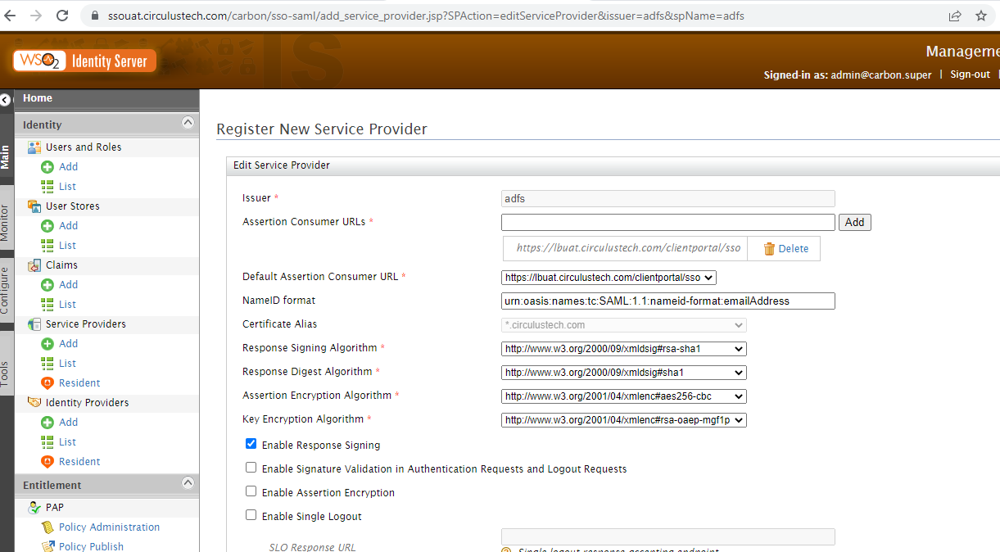 ssouat.circulustech.com/carbon/sso-saml/add_service_provider.jsp?SPAction=editServiceProvider&issuer=adfs&spName=adfs
WSO2 Identity Server
Manageme
Signed-in as: admin@carbon.super | Sign-out |
Main
Monitor
Configure
Tools
Home
Identity
Users and Roles
Add
List
User Stores
Add
List
Claims
Add
List
Service Providers
Add
List
Resident
Identity Providers
Add
List
Resident
Entitlement
PAP
Policy Administration
Policy Publish
Register New Service Provider
Edit Service Provider
Issuer * adfs
Assertion Consumer URLs * Add
https://lbuat.circulustech.com/clientportal/sso Delete
Default Assertion Consumer URL * https://lbuat.circulustech.com/clientportal/sso
NameID format urn:oasis:names:tc:SAML:1.1:nameid-format:emailAddress
Certificate Alias *.circulustech.com
Response Signing Algorithm * http://www.w3.org/2000/09/xmldsig#rsa-sha1
Response Digest Algorithm * http://www.w3.org/2000/09/xmldsig#sha1
Assertion Encryption Algorithm * http://www.w3.org/2001/04/xmlenc#aes256-cbc
Key Encryption Algorithm * http://www.w3.org/2001/04/xmlenc#rsa-oaep-mgf1p
Enable Response Signing
Enable Signature Validation in Authentication Requests and Logout Requests
Enable Assertion Encryption
Enable Single Logout
SLO Response URL
Single logout response accepting endpoint